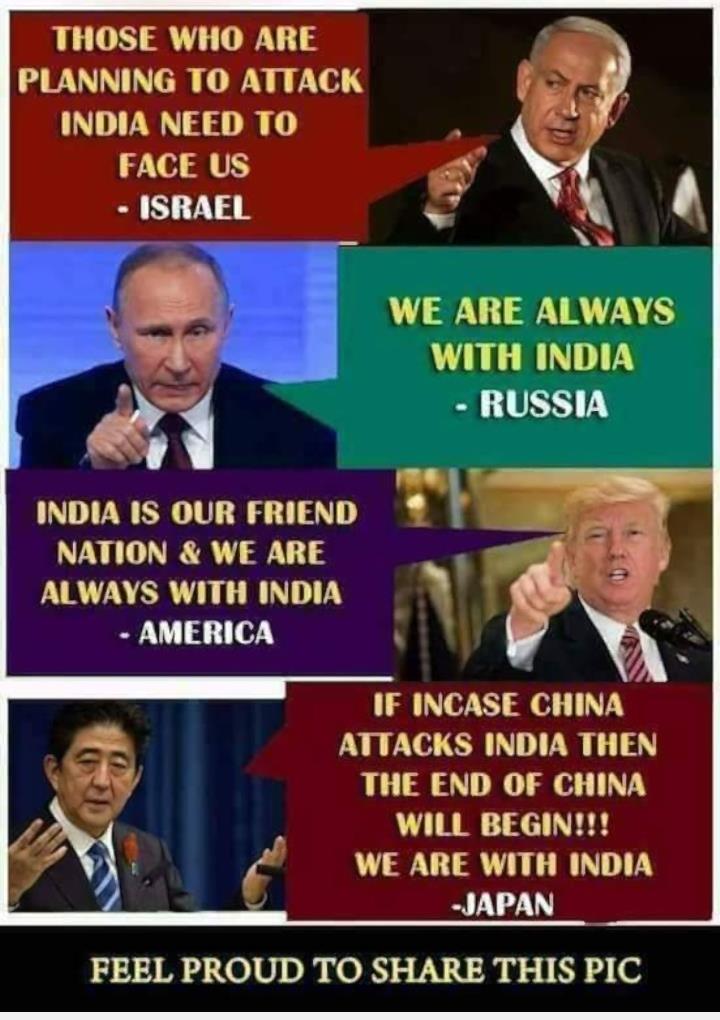 THOSE WHO ARE
PLANNING TO ATTACK
INDIA NEED TO
FACE US
- ISRAEL
WE ARE ALWAYS
WITH INDIA
- RUSSIA
INDIA IS OUR FRIEND
NATION & WE ARE
ALWAYS WITH INDIA
- AMERICA
IF INCASE CHINA
ATTACKS INDIA THEN
THE END OF CHINA
WILL BEGIN!!!
WE ARE WITH INDIA
-JAPAN
FEEL PROUD TO SHARE THIS PIC